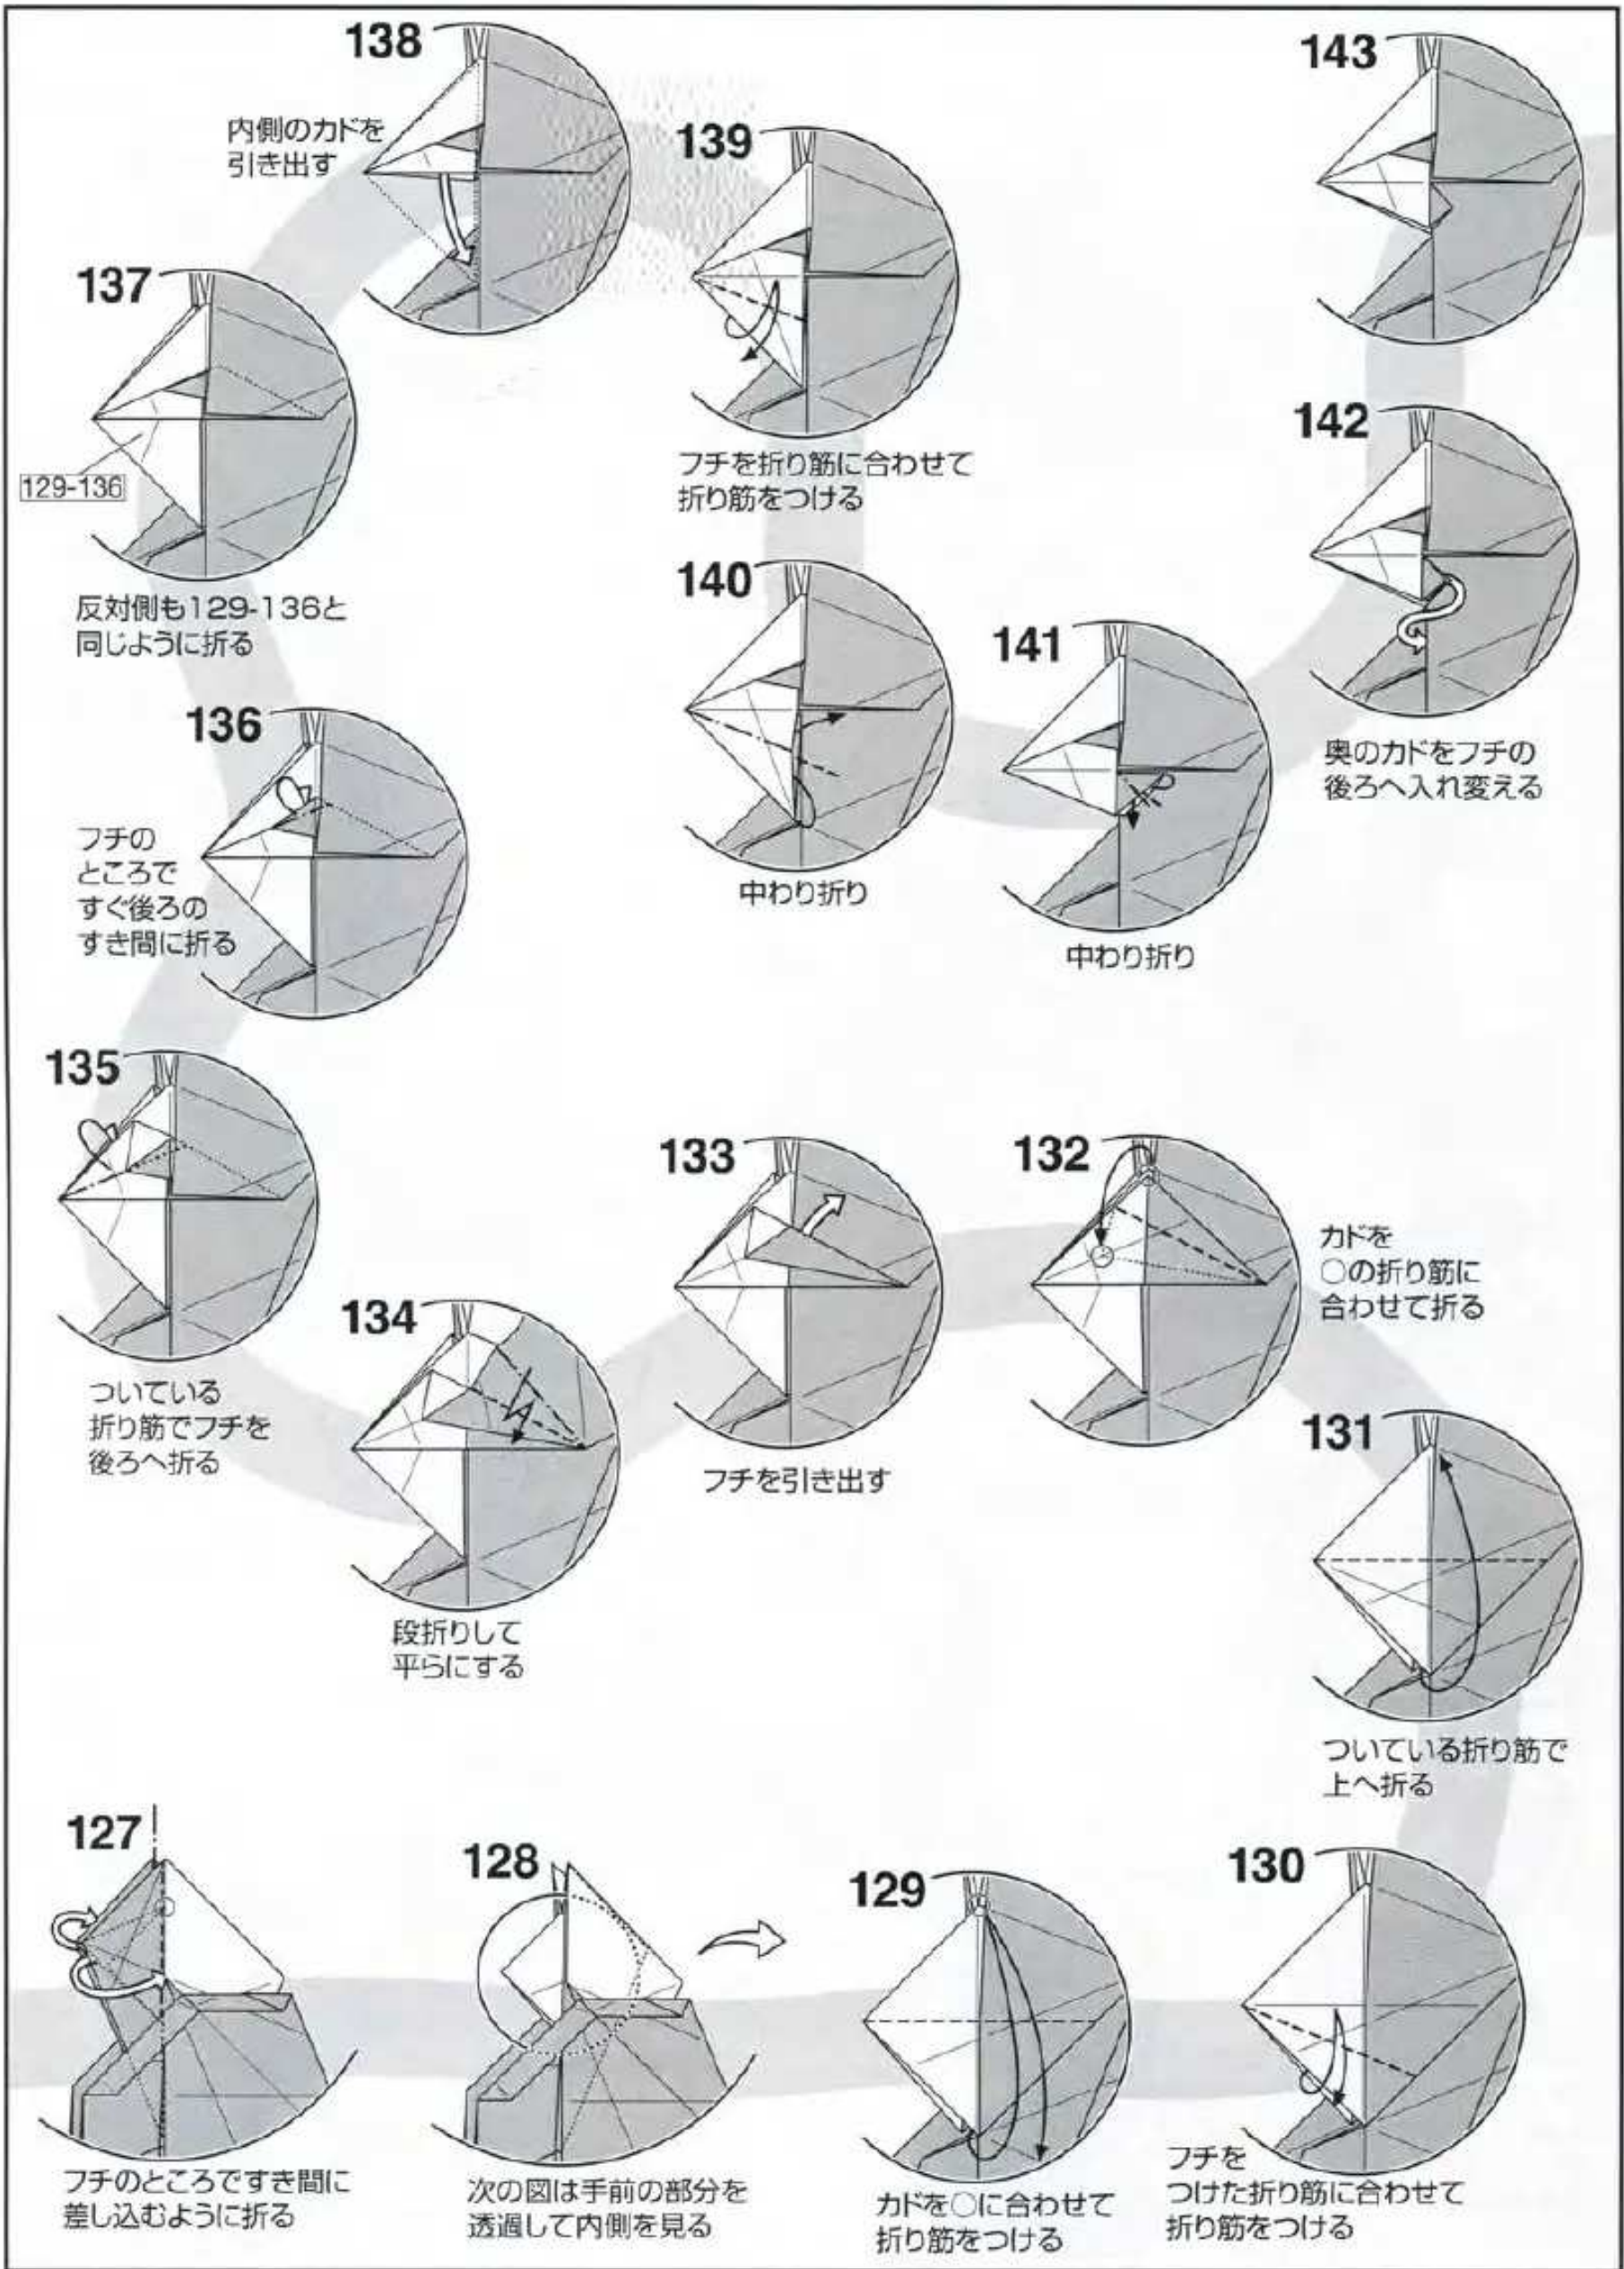 127
フチのところですき間に
差し込むように折る
128
次の図は手前の部分を
透過して内側を見る
129
カドを○に合わせて
折り筋をつける
130
フチを
つけた折り筋に合わせて
折り筋をつける
131
ついている折り筋で
上へ折る
132
カドを
○の折り筋に
合わせて折る
133
フチを引き出す
134
段折りして
平らにする
135
ついている
折り筋でフチを
後ろへ折る
136
フチの
ところで
すぐ後ろの
すき間に折る
137
129-136
反対側も129-136と
同じように折る
138
内側のカドを
引き出す
139
フチを折り筋に合わせて
折り筋をつける
140
中わり折り
141
中わり折り
142
奥のカドをフチの
後ろへ入れ変える
143